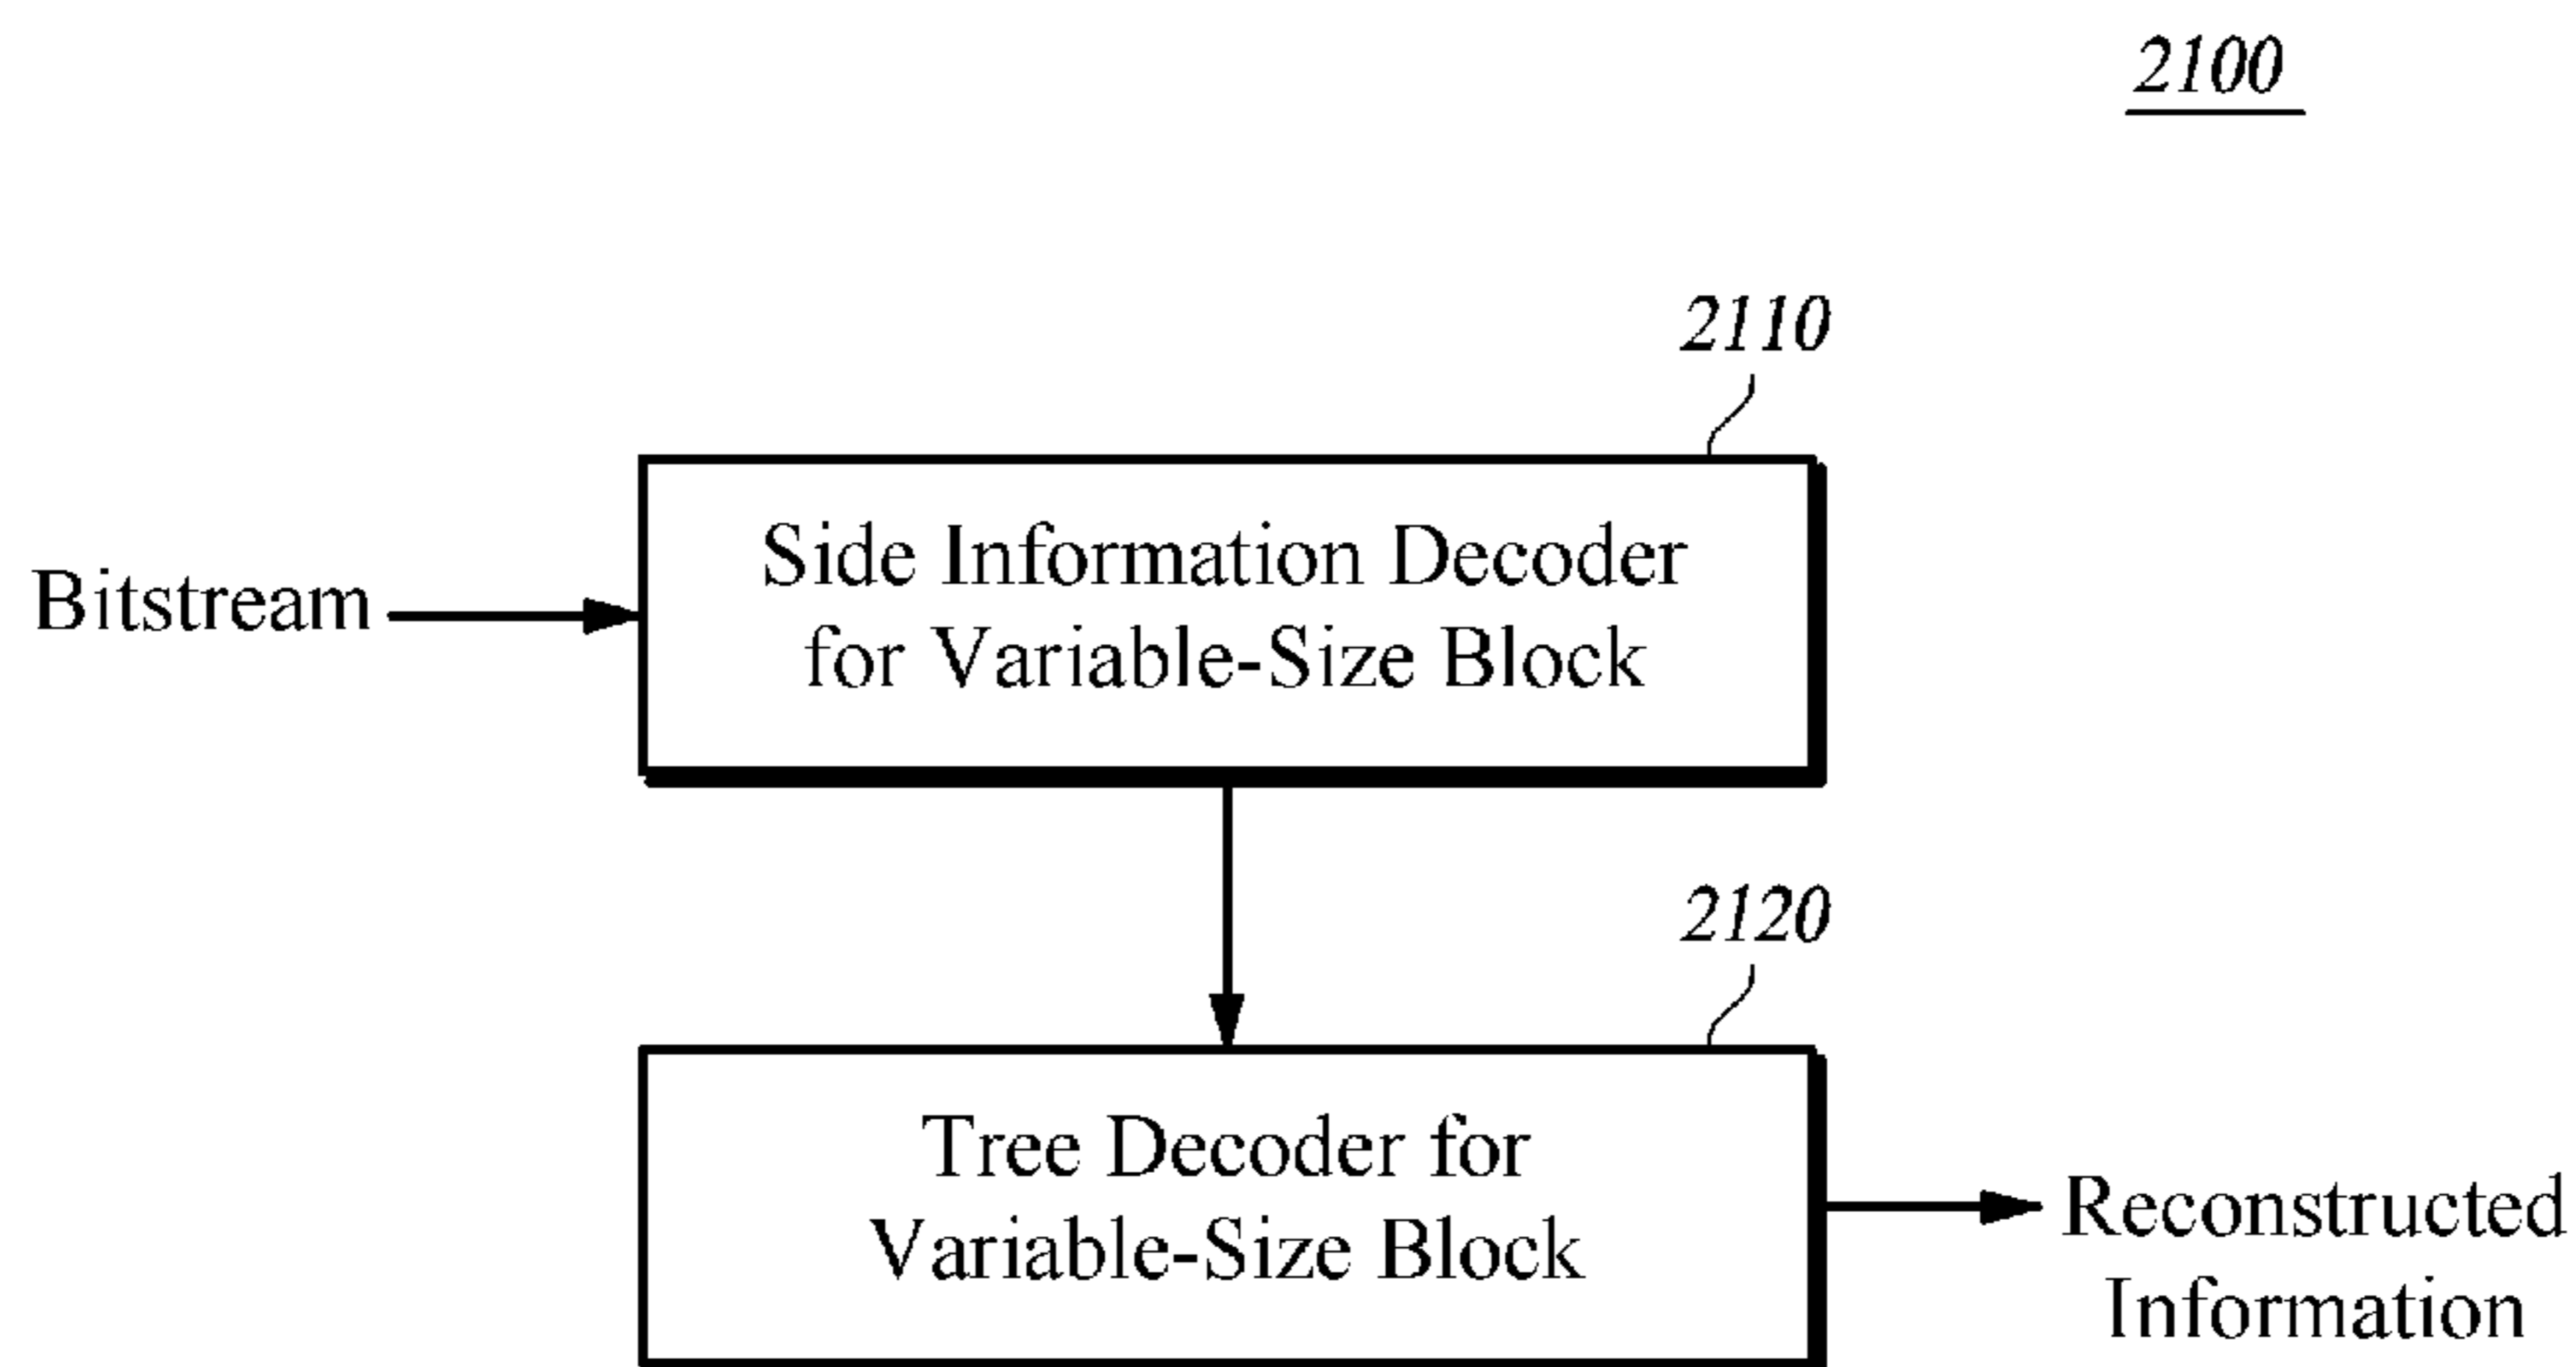 2100
2110
Bitstream
Side Information Decoder
for Variable-Size Block
2120
Tree Decoder for
Variable-Size Block
Reconstructed
Information